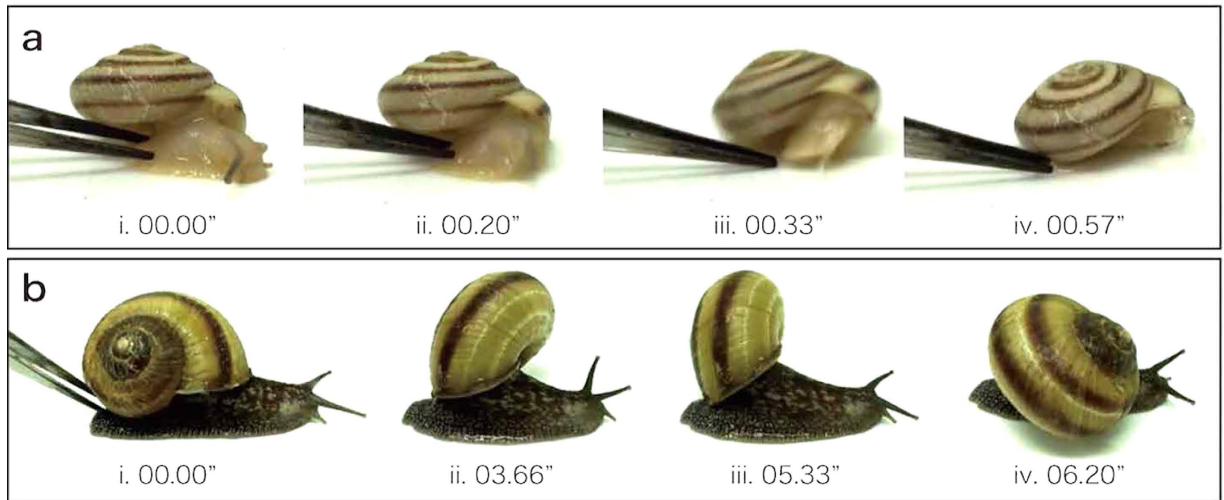 a
i. 00.00”
ii. 00.20”
iii. 00.33”
iv. 00.57”
b
i. 00.00”
ii. 03.66”
iii. 05.33”
iv. 06.20”